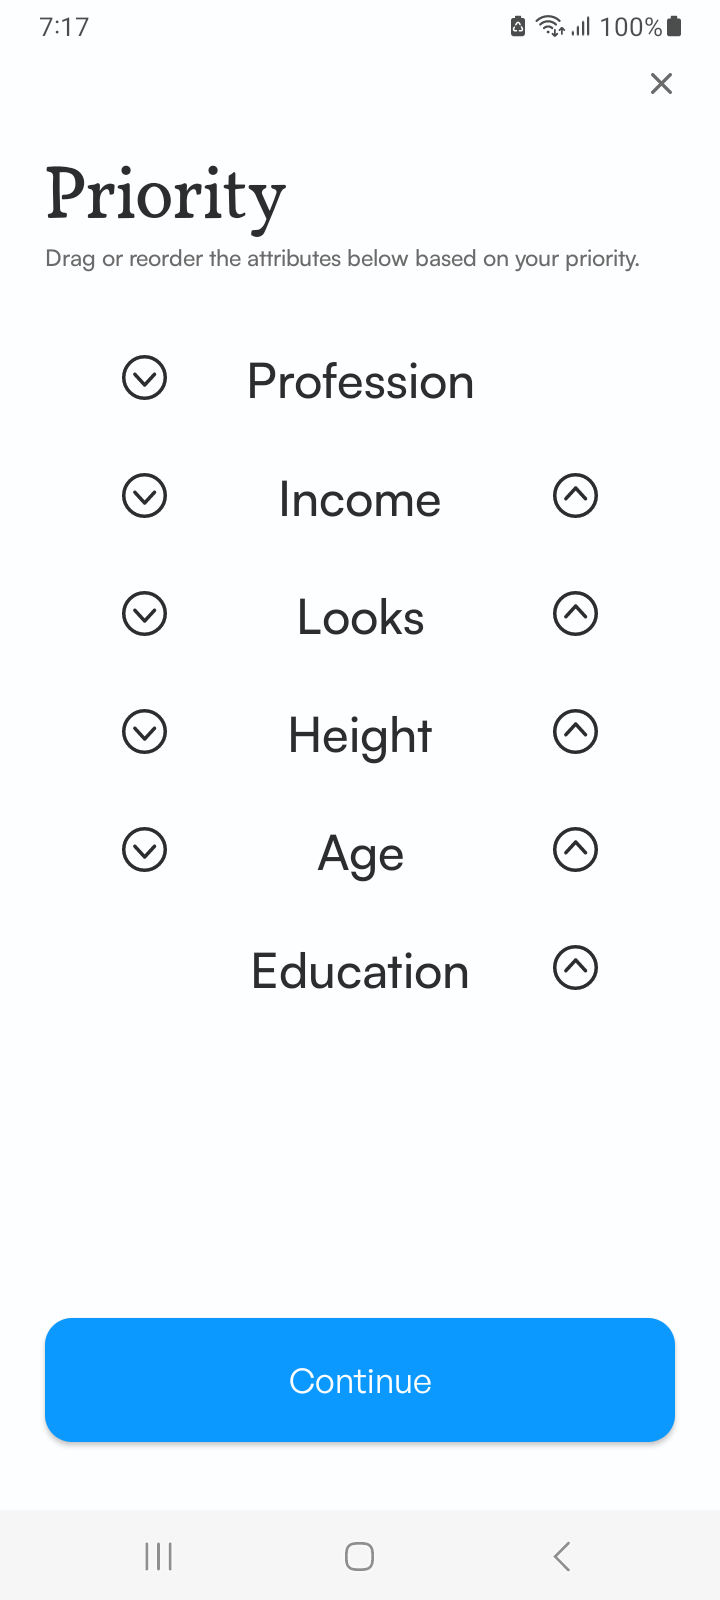 7:17
100%
Priority
Drag or reorder the attributes below based on your priority.
Profession
Income
Looks
Height
Age
Education
Continue